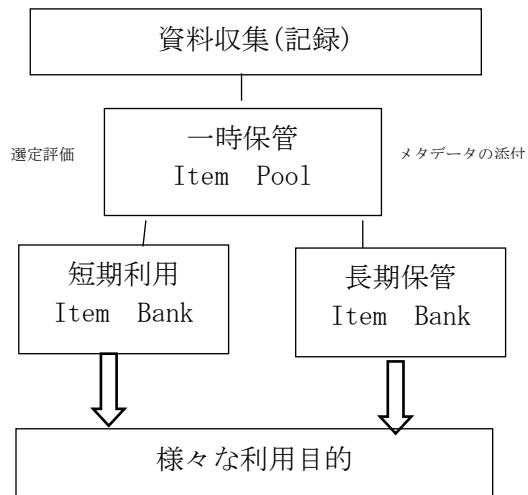 資料収集(記録)
一時保管
Item Pool
選定評価
メタデータの添付
短期利用
Item Bank
長期保管
Item Bank
様々な利用目的